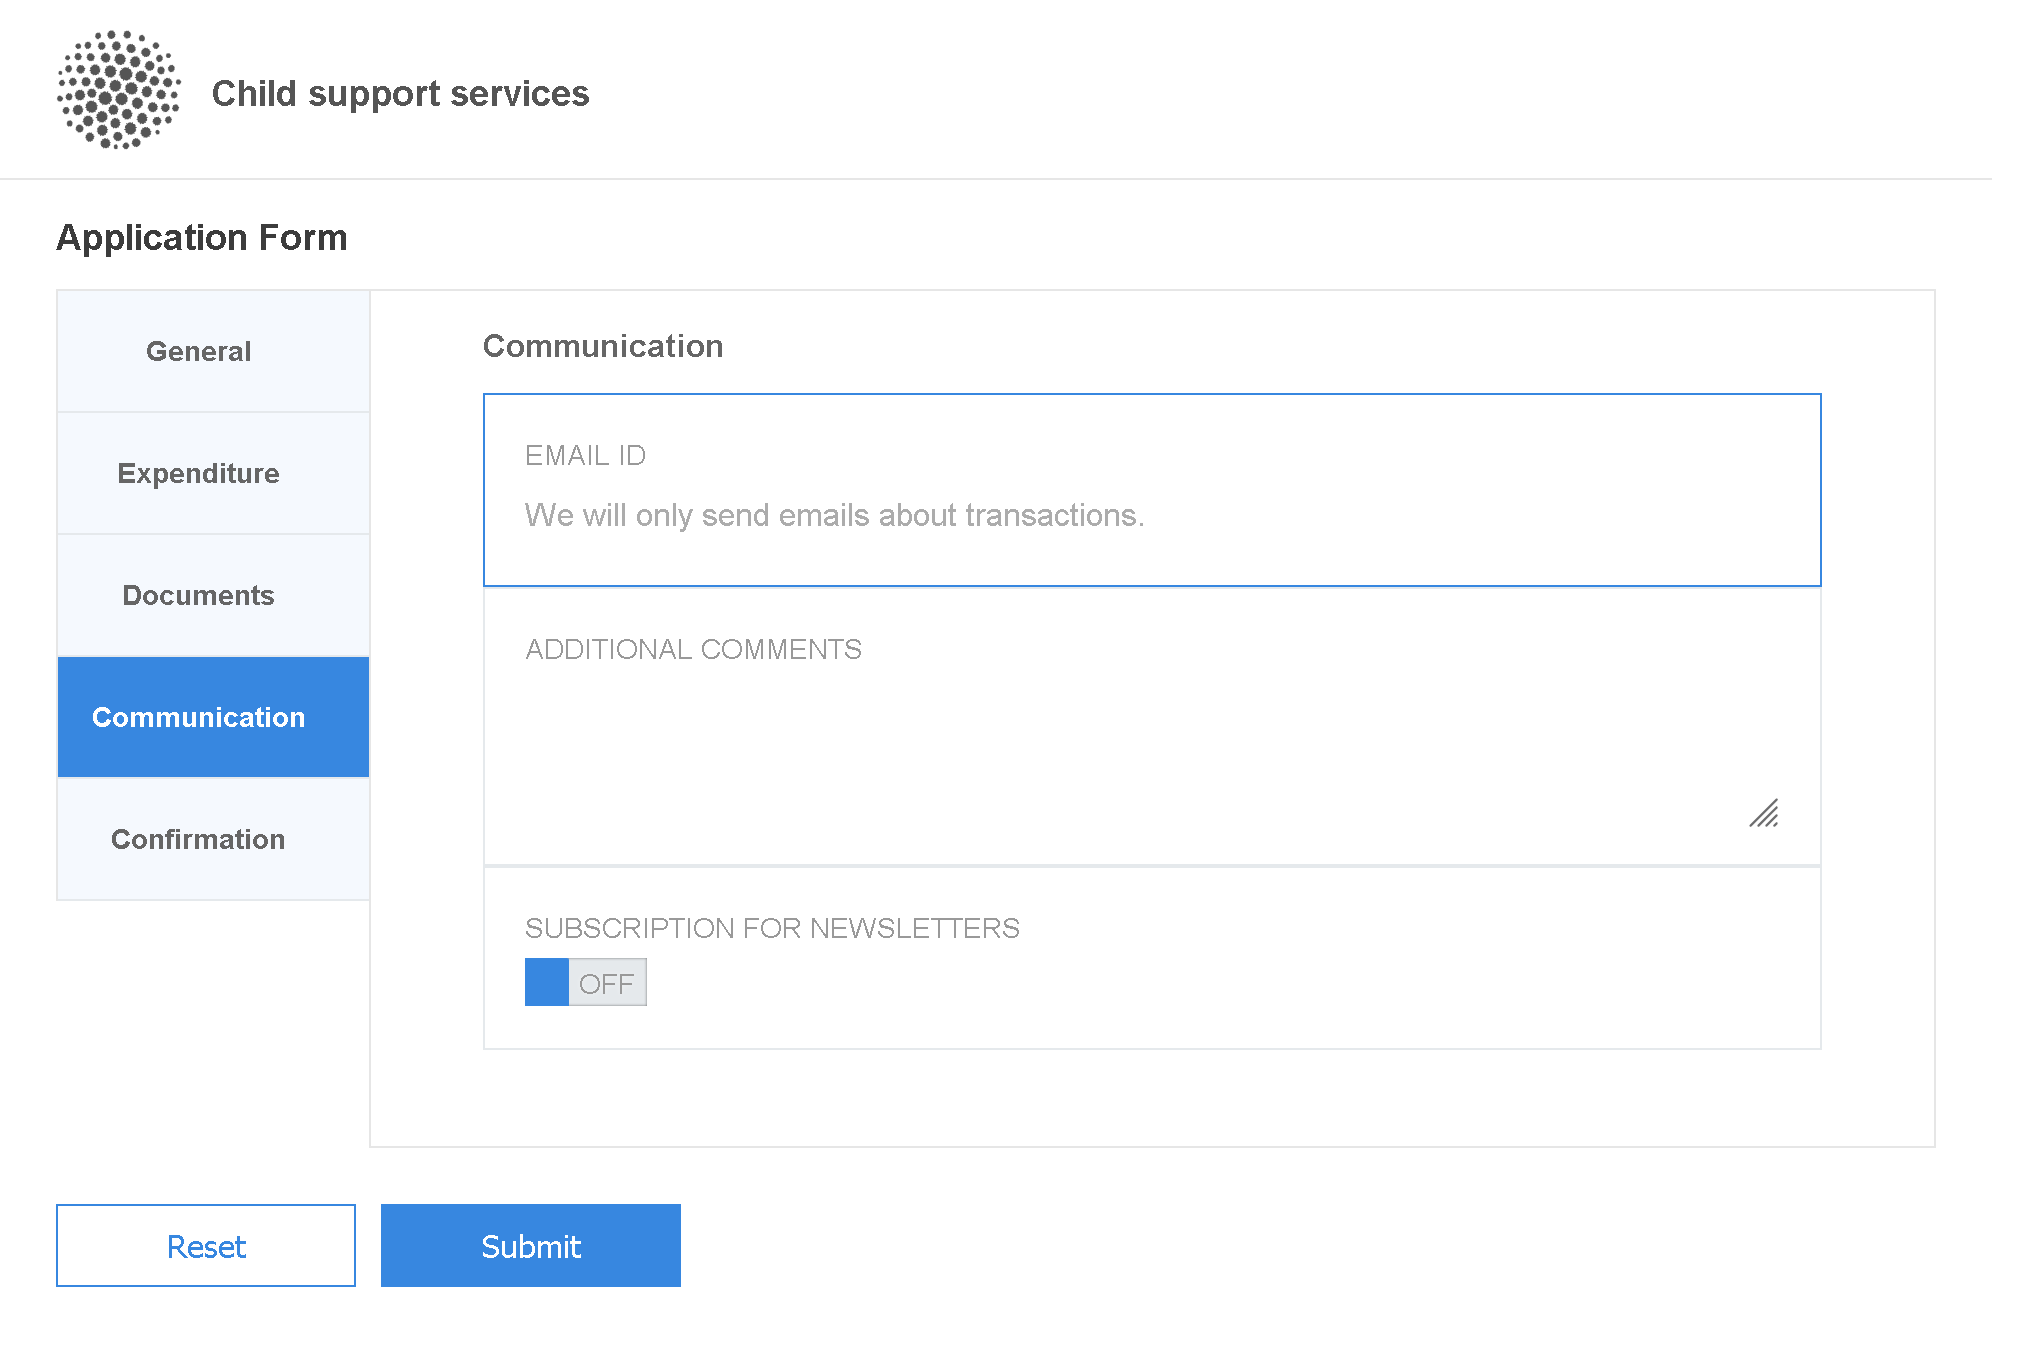 Child support services
Application Form
General
Expenditure
Documents
Communication
Confirmation
Communication
EMAIL ID
We will only send emails about transactions.
ADDITIONAL COMMENTS
SUBSCRIPTION FOR NEWSLETTERS
OFF
Reset
Submit